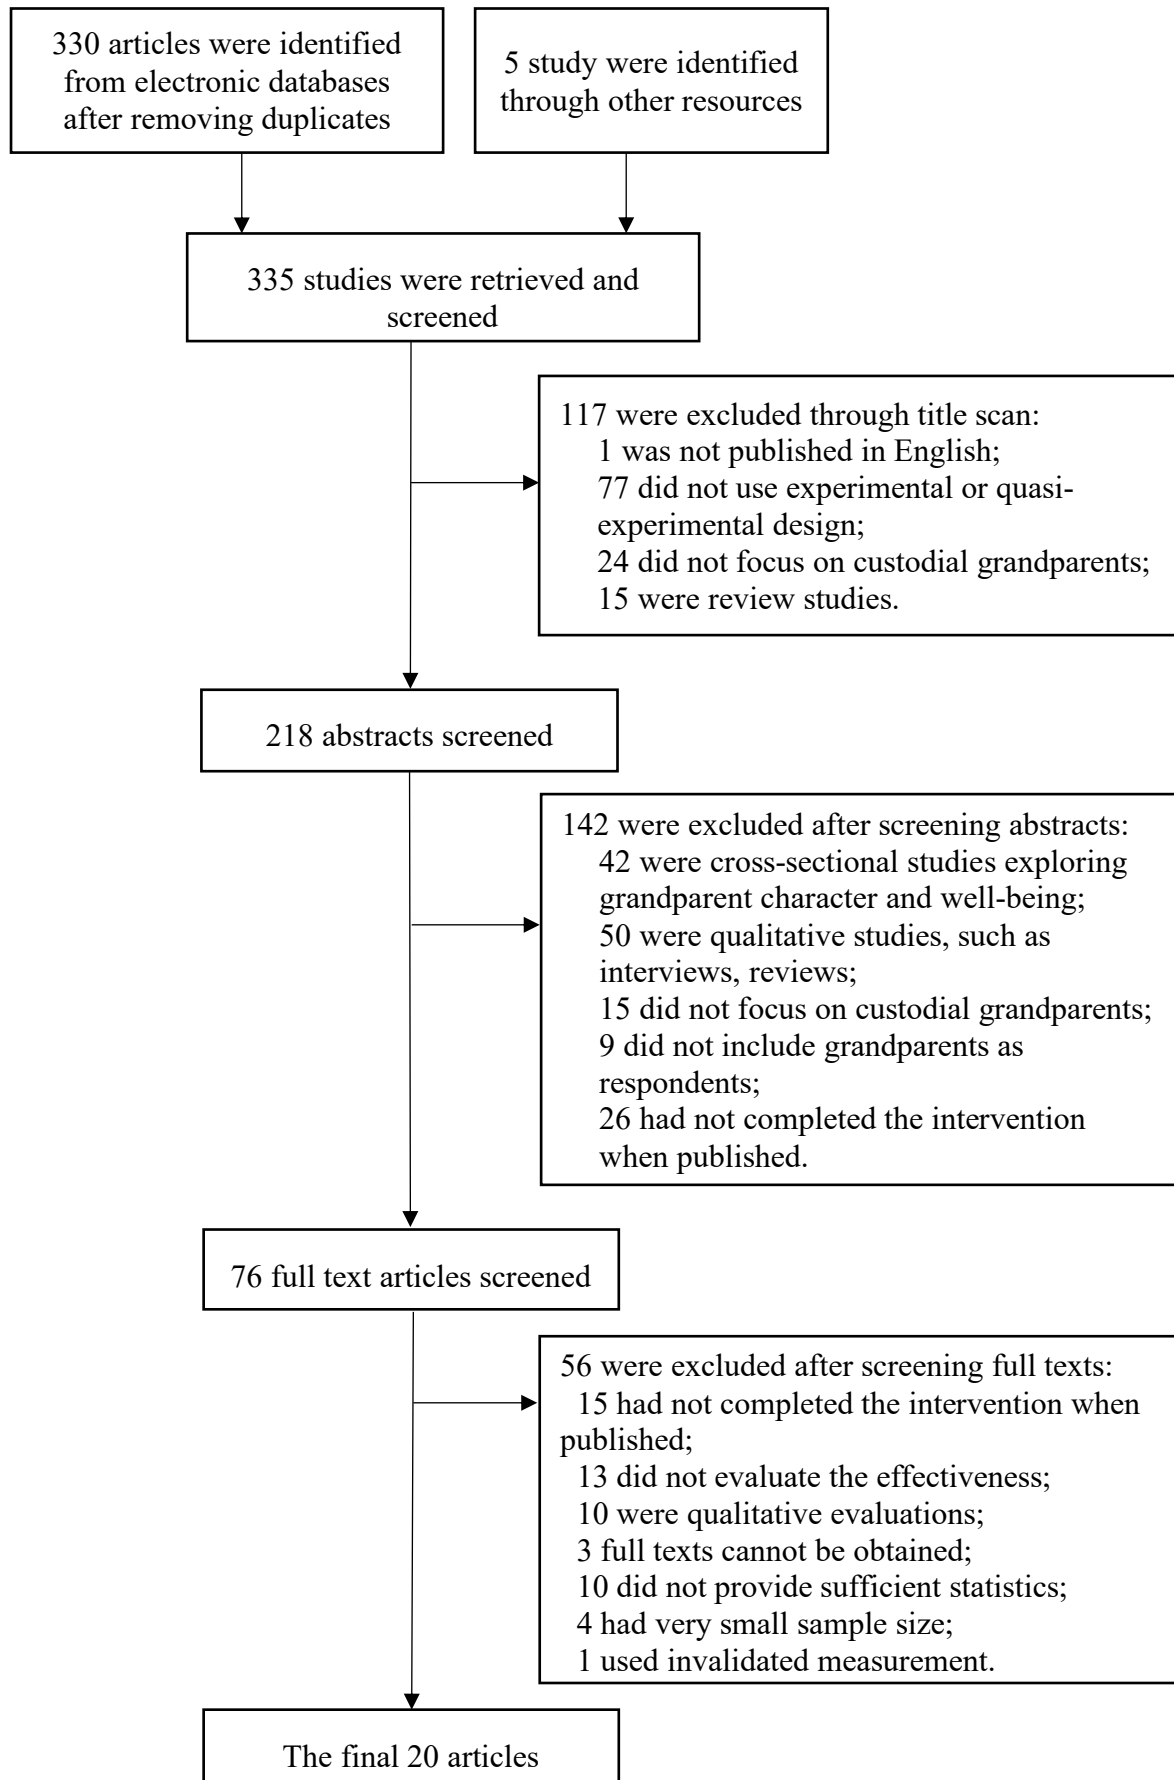 330 articles were identified
from electronic databases
after removing duplicates
5 study were identified
through other resources
335 studies were retrieved and
screened
117 were excluded through title scan:
1 was not published in English;
77 did not use experimental or quasi-
experimental design;
24 did not focus on custodial grandparents;
15 were review studies.
218 abstracts screened
142 were excluded after screening abstracts:
42 were cross-sectional studies exploring
grandparent character and well-being;
50 were qualitative studies, such as
interviews, reviews;
15 did not focus on custodial grandparents;
9 did not include grandparents as
respondents;
26 had not completed the intervention
when published.
76 full text articles screened
56 were excluded after screening full texts:
15 had not completed the intervention when
published;
13 did not evaluate the effectiveness;
10 were qualitative evaluations;
3 full texts cannot be obtained;
10 did not provide sufficient statistics;
4 had very small sample size;
1 used invalidated measurement.
The final 20 articles